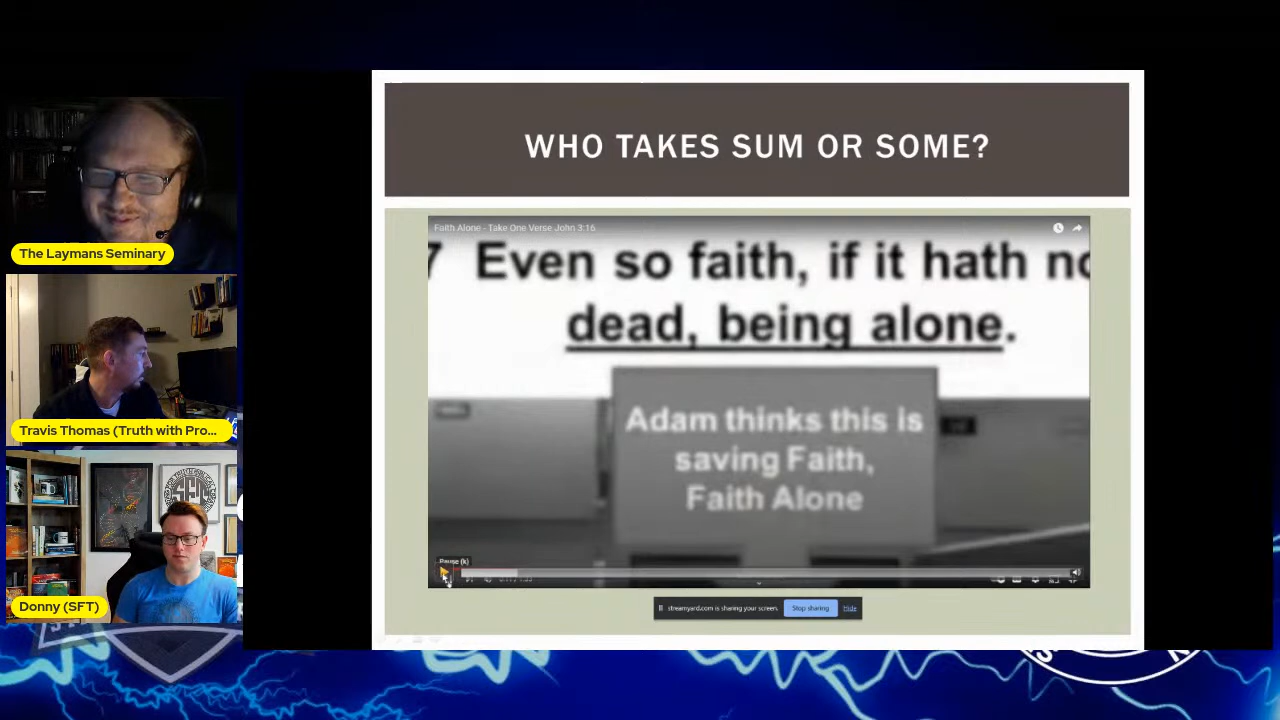 WHO TAKES SUM OR SOME?
Faith Alone - Take One Verse John 3:16
7 Even so faith, if it hath no
dead, being alone.
Adam thinks this is
saving Faith,
Faith Alone
Pause (k)
streamyard.com is sharing your screen.
Stop sharing
Hide
The Laymans Seminary
Travis Thomas (Truth with Pro...
SFT
Donny (SFT)